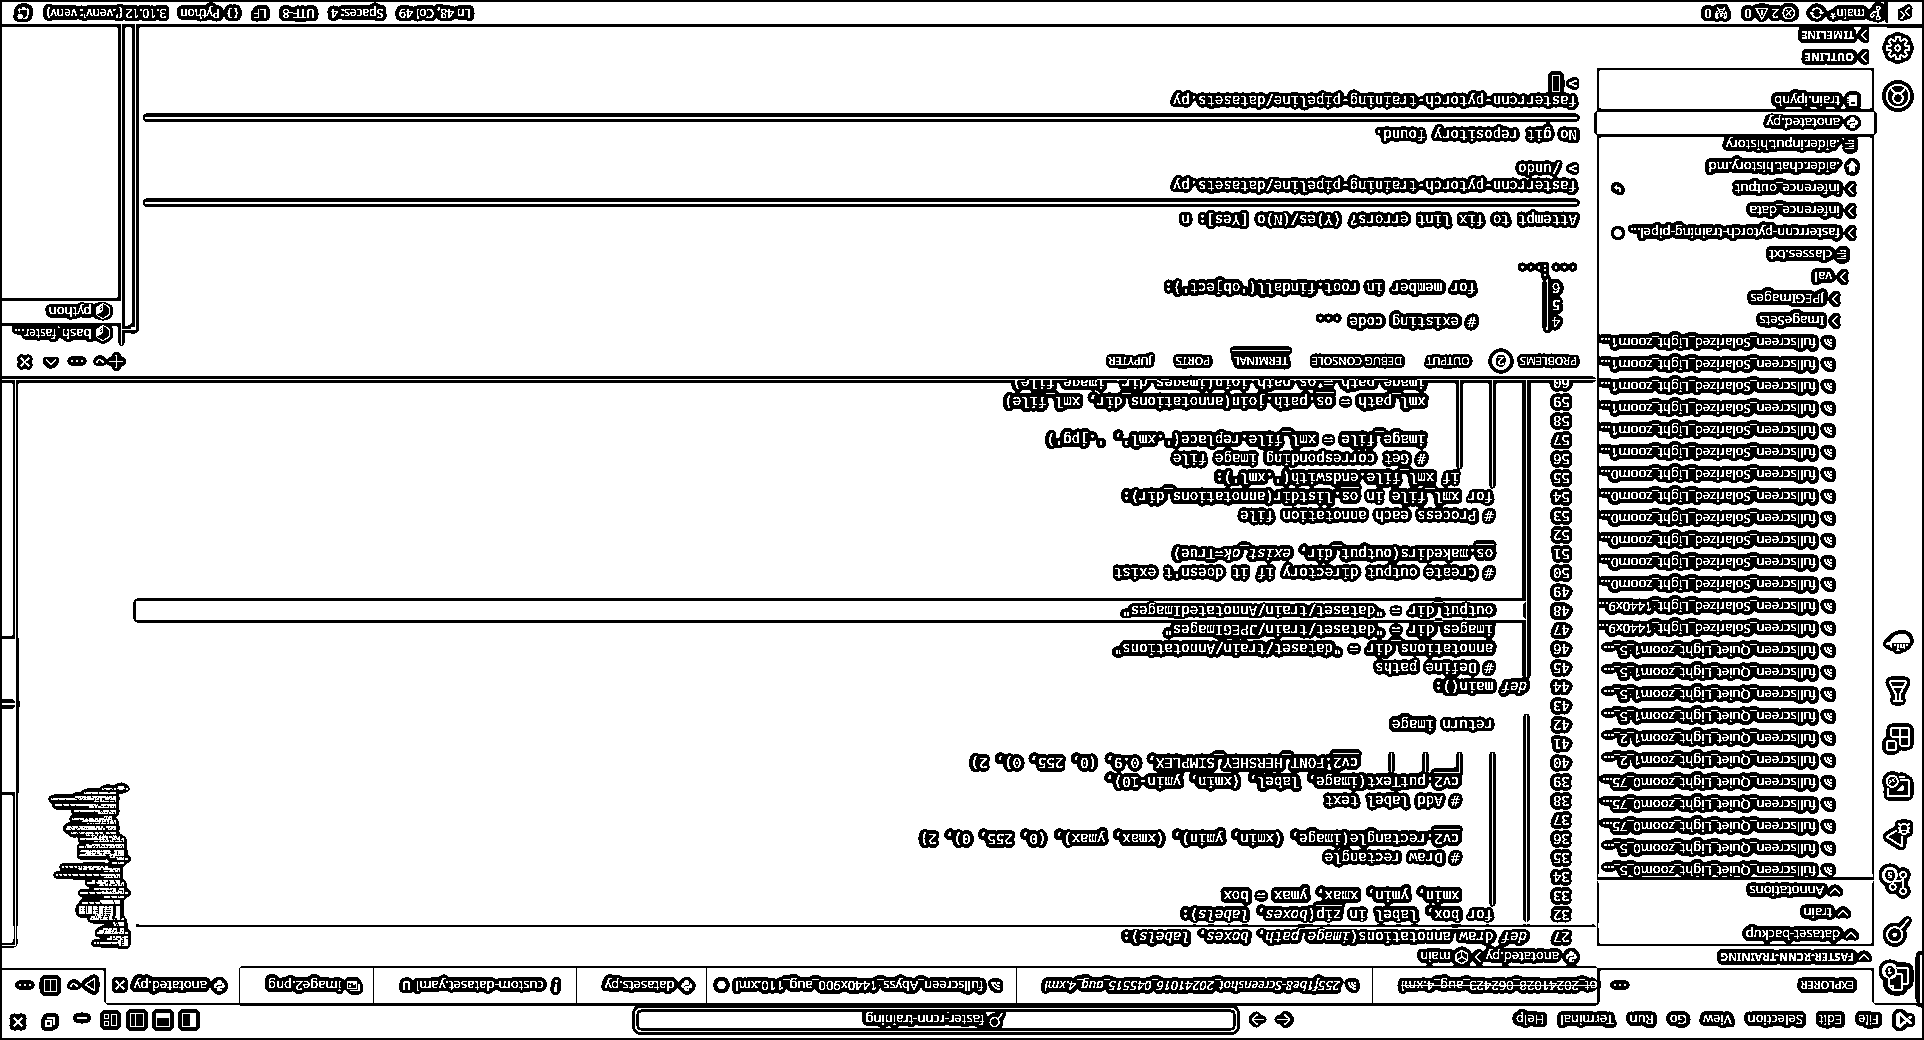 File Edit Selection View Go Run Terminal Help
faster-rcnn-training
EXPLORER
ot_20241028_062423_aug_4.xml
255f1be8-Screenshot_20241016_045515_aug_4.xml
fullscreen_Abyss_1440x900_aug_110.xml
datasets.py
custom-dataset.yaml U
image2.png
anotated.py
FASTER-RCNN-TRAINING
dataset-backup
train
Annotations
fullscreen_Quiet_Light_zoom0_5...
fullscreen_Quiet_Light_zoom0_5...
fullscreen_Quiet_Light_zoom0_75...
fullscreen_Quiet_Light_zoom0_75...
fullscreen_Quiet_Light_zoom0_75...
fullscreen_Quiet_Light_zoom1_2...
fullscreen_Quiet_Light_zoom1_2...
fullscreen_Quiet_Light_zoom1_5...
fullscreen_Quiet_Light_zoom1_5...
fullscreen_Quiet_Light_zoom1_5...
fullscreen_Quiet_Light_zoom1_5...
fullscreen_Solarized_Light_1440x9...
fullscreen_Solarized_Light_1440x9...
fullscreen_Solarized_Light_zoom0...
fullscreen_Solarized_Light_zoom0...
fullscreen_Solarized_Light_zoom0...
fullscreen_Solarized_Light_zoom0...
fullscreen_Solarized_Light_zoom0...
fullscreen_Solarized_Light_zoom0...
fullscreen_Solarized_Light_zoom1...
fullscreen_Solarized_Light_zoom1...
fullscreen_Solarized_Light_zoom1...
fullscreen_Solarized_Light_zoom1...
fullscreen_Solarized_Light_zoom1...
fullscreen_Solarized_Light_zoom1...
ImageSets
JPEGImages
val
classes.txt
fasterrcnn-pytorch-training-pipel...
inference_data
inference_output
.aider.chat.history.md
.aider.input.history
anotated.py
train.ipynb
OUTLINE
TIMELINE
anotated.py > main
27 def draw_annotations(image_path, boxes, labels):
32 for box, label in zip(boxes, labels):
33 xmin, ymin, xmax, ymax = box
34
35 # Draw rectangle
36 cv2.rectangle(image, (xmin, ymin), (xmax, ymax), (0, 255, 0), 2)
37
38 # Add label text
39 cv2.putText(image, label, (xmin, ymin-10),
40 cv2.FONT_HERSHEY_SIMPLEX, 0.9, (0, 255, 0), 2)
41
42 return image
43
44 def main():
45 # Define paths
46 annotations_dir = "dataset/train/Annotations"
47 images_dir = "dataset/train/JPEGImages"
48 output_dir = "dataset/train/AnnotatedImages"
49
50 # Create output directory if it doesn't exist
51 os.makedirs(output_dir, exist_ok=True)
52
53 # Process each annotation file
54 for xml_file in os.listdir(annotations_dir):
55 if xml_file.endswith('.xml'):
56 # Get corresponding image file
57 image_file = xml_file.replace('.xml', '.jpg')
58
59 xml_path = os.path.join(annotations_dir, xml_file)
60 image_path = os.path.join(images_dir, image_file)
PROBLEMS 2 OUTPUT DEBUG CONSOLE TERMINAL PORTS JUPYTER
4 # existing code ...
5
6 for member in root.findall('object'):
...
Attempt to fix lint errors? (Y)es/(N)o [Yes]: n
fasterrcnn-pytorch-training-pipeline/datasets.py
> /undo
No git repository found.
fasterrcnn-pytorch-training-pipeline/datasets.py
>
bash faster...
python
main* 2 0 0
Ln 48, Col 49 Spaces: 4 UTF-8 LF Python 3.10.12 ('.venv': venv)